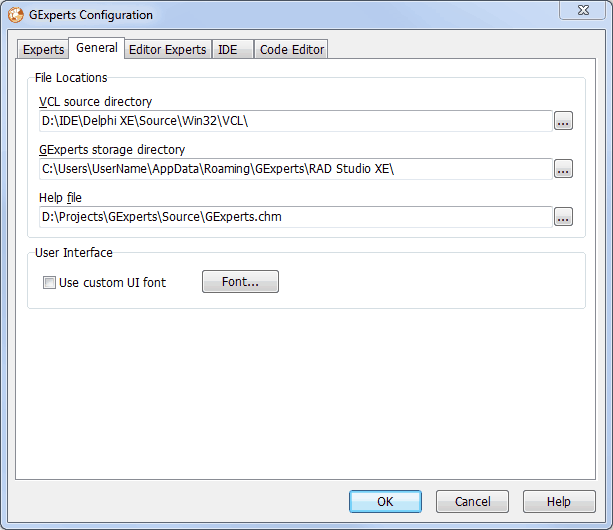 GExperts Configuration
Experts General Editor Experts IDE Code Editor
File Locations
VCL source directory
D:\IDE\Delphi XE\Source\Win32\VCL\ ...
GExperts storage directory
C:\Users\UserName\AppData\Roaming\GExperts\RAD Studio XE\ ...
Help file
D:\Projects\GExperts\Source\GExperts.chm ...
User Interface
Use custom UI font Font...
OK Cancel Help